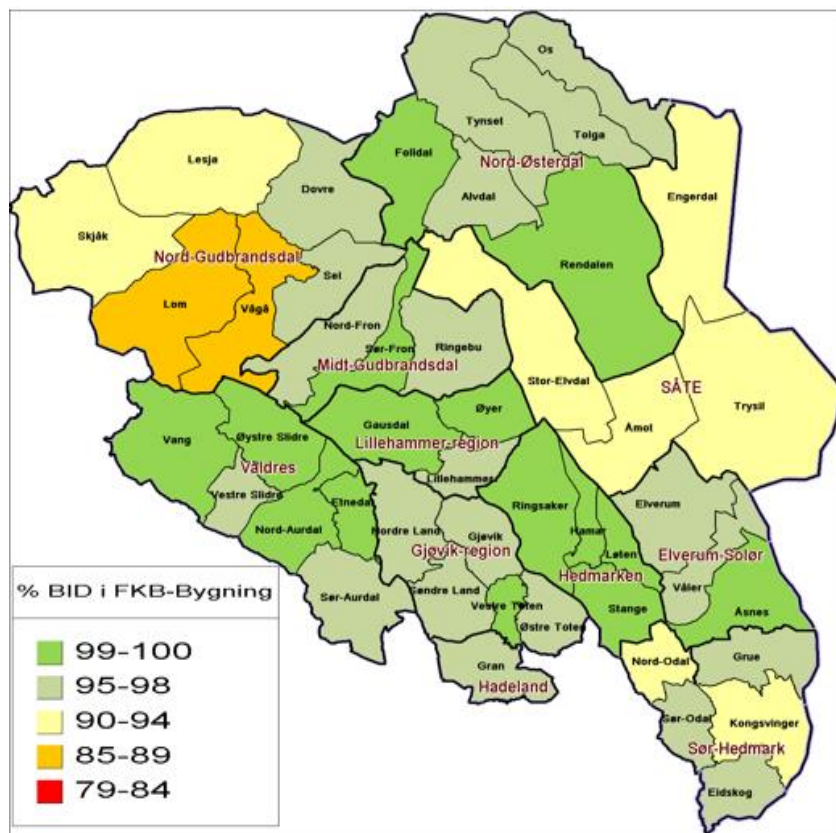 Os
Tynset
Tolga
Folldal
Nord-Østerdal
Lesja
Dovre
Alvdal
Engerdal
Skjåk
Nord-Gudbrandsdal
Rendalen
Sel
Lom
Vågå
Nord-Fron
Sør-Fron
Ringebu
Midt-Gudbrandsdal
Stor-Elvdal
SÅTE
Trysil
Åmot
Øyer
Gausdal
Lillehammer-region
Vang
Øystre Slidre
Valdres
Lillehammer
Vestre Slidre
Etnedal
Ringsaker
Elverum
Nord-Aurdal
Nordre Land
Gjøvik
Hamar
Gjøvik-region
Løten
Elverum-Solør
Hedmarken
Våler
Sør-Aurdal
Søndre Land
Vestre Toten
Stange
Åsnes
Østre Toten
Nord-Odal
Grue
Gran
Hadeland
Sør-Odal
Kongsvinger
Sør-Hedmark
Eidskog
% BID i FKB-Bygning
99-100
95-98
90-94
85-89
79-84